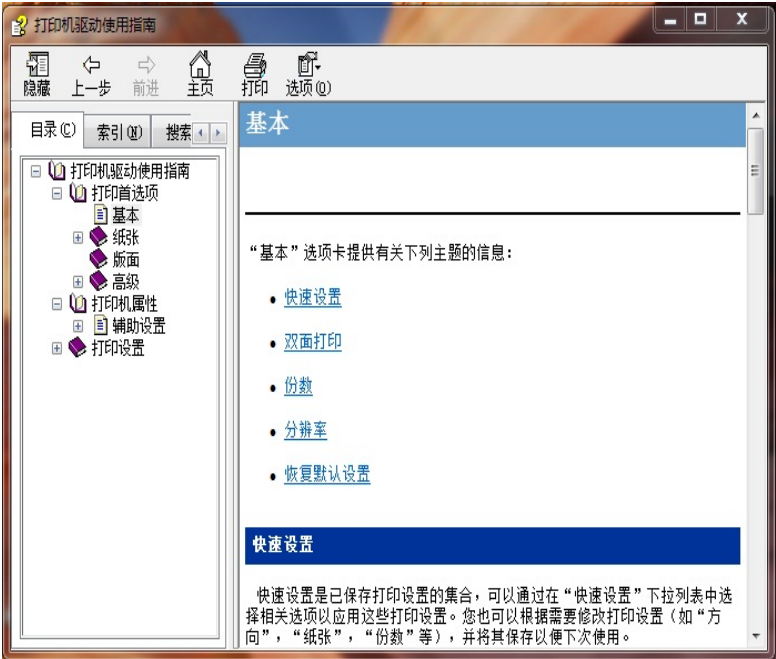 打印机驱动使用指南
隐藏 上一步 前进 主页 打印 选项(O)
目录(C) 索引(N) 搜索
打印机驱动使用指南
打印首选项
基本
纸张
版面
高级
打印机属性
辅助设置
打印设置
基本
“基本”选项卡提供有关下列主题的信息：
快速设置
双面打印
份数
分辨率
恢复默认设置
快速设置
快速设置是已保存打印设置的集合，可以通过在“快速设置”下拉列表中选
择相关选项以应用这些打印设置。您也可以根据需要修改打印设置（如“方
向”，“纸张”，“份数”等），并将其保存以便下次使用。